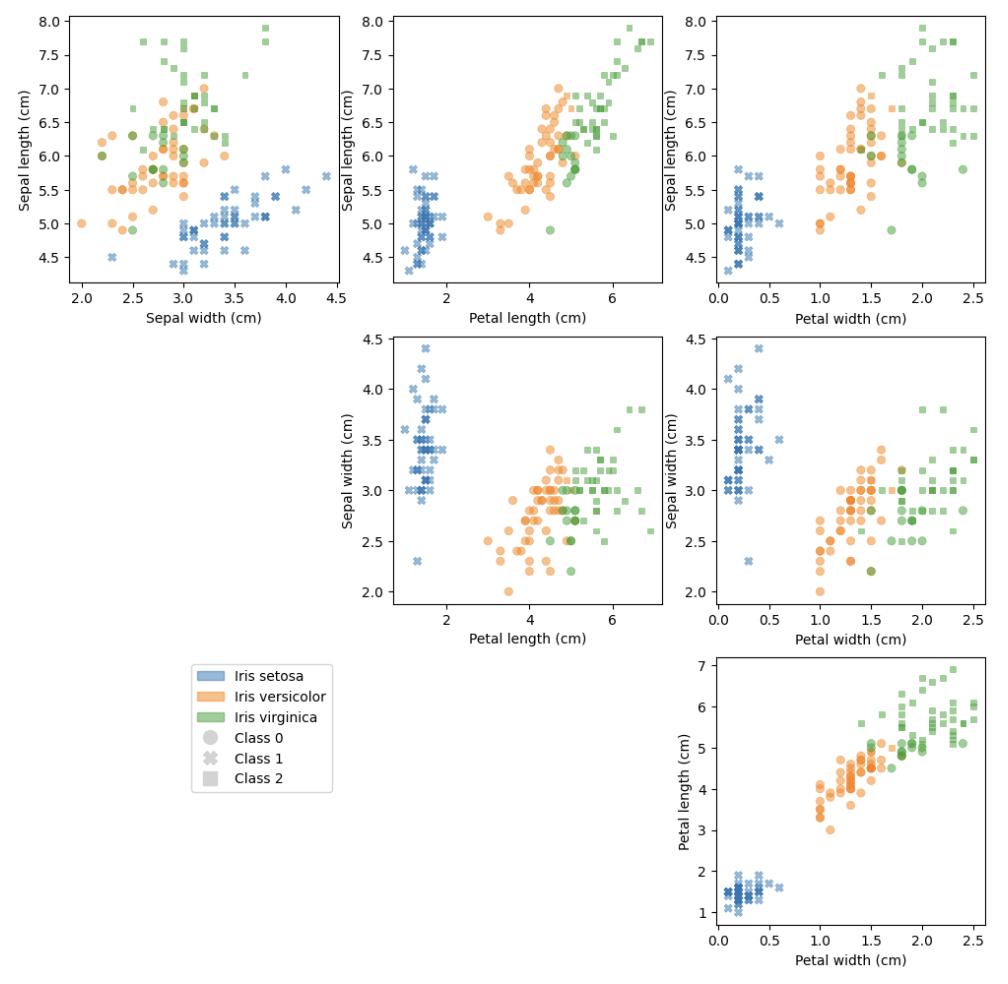 8.0
7.5
7.0
6.5
6.0
5.5
5.0
4.5
Sepal length (cm)
2.0 2.5 3.0 3.5 4.0 4.5
Sepal width (cm)
8.0
7.5
7.0
6.5
6.0
5.5
5.0
4.5
Sepal length (cm)
2 4 6
Petal length (cm)
8.0
7.5
7.0
6.5
6.0
5.5
5.0
4.5
Sepal length (cm)
0.0 0.5 1.0 1.5 2.0 2.5
Petal width (cm)
4.5
4.0
3.5
3.0
2.5
2.0
Sepal width (cm)
2 4 6
Petal length (cm)
4.5
4.0
3.5
3.0
2.5
2.0
Sepal width (cm)
0.0 0.5 1.0 1.5 2.0 2.5
Petal width (cm)
Iris setosa
Iris versicolor
Iris virginica
Class 0
Class 1
Class 2
7
6
5
4
3
2
1
Petal length (cm)
0.0 0.5 1.0 1.5 2.0 2.5
Petal width (cm)